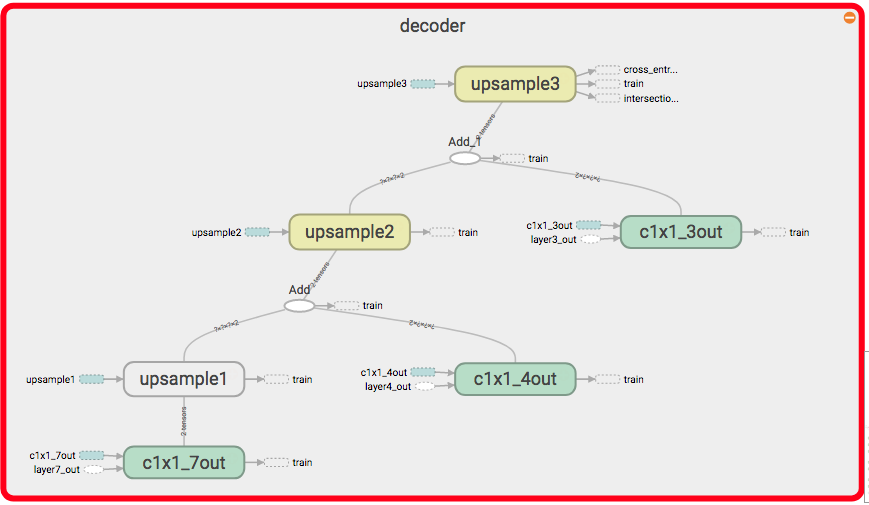 decoder
upsample3
upsample3
cross_entr...
train
intersectio...
2 tensors
Add_1
train
?×?×?×2
?×?×?×2
upsample2
upsample2
train
c1x1_3out
layer3_out
c1x1_3out
train
2 tensors
Add
train
?×?×?×2
?×?×?×2
upsample1
upsample1
train
c1x1_4out
layer4_out
c1x1_4out
train
2 tensors
c1x1_7out
layer7_out
c1x1_7out
train